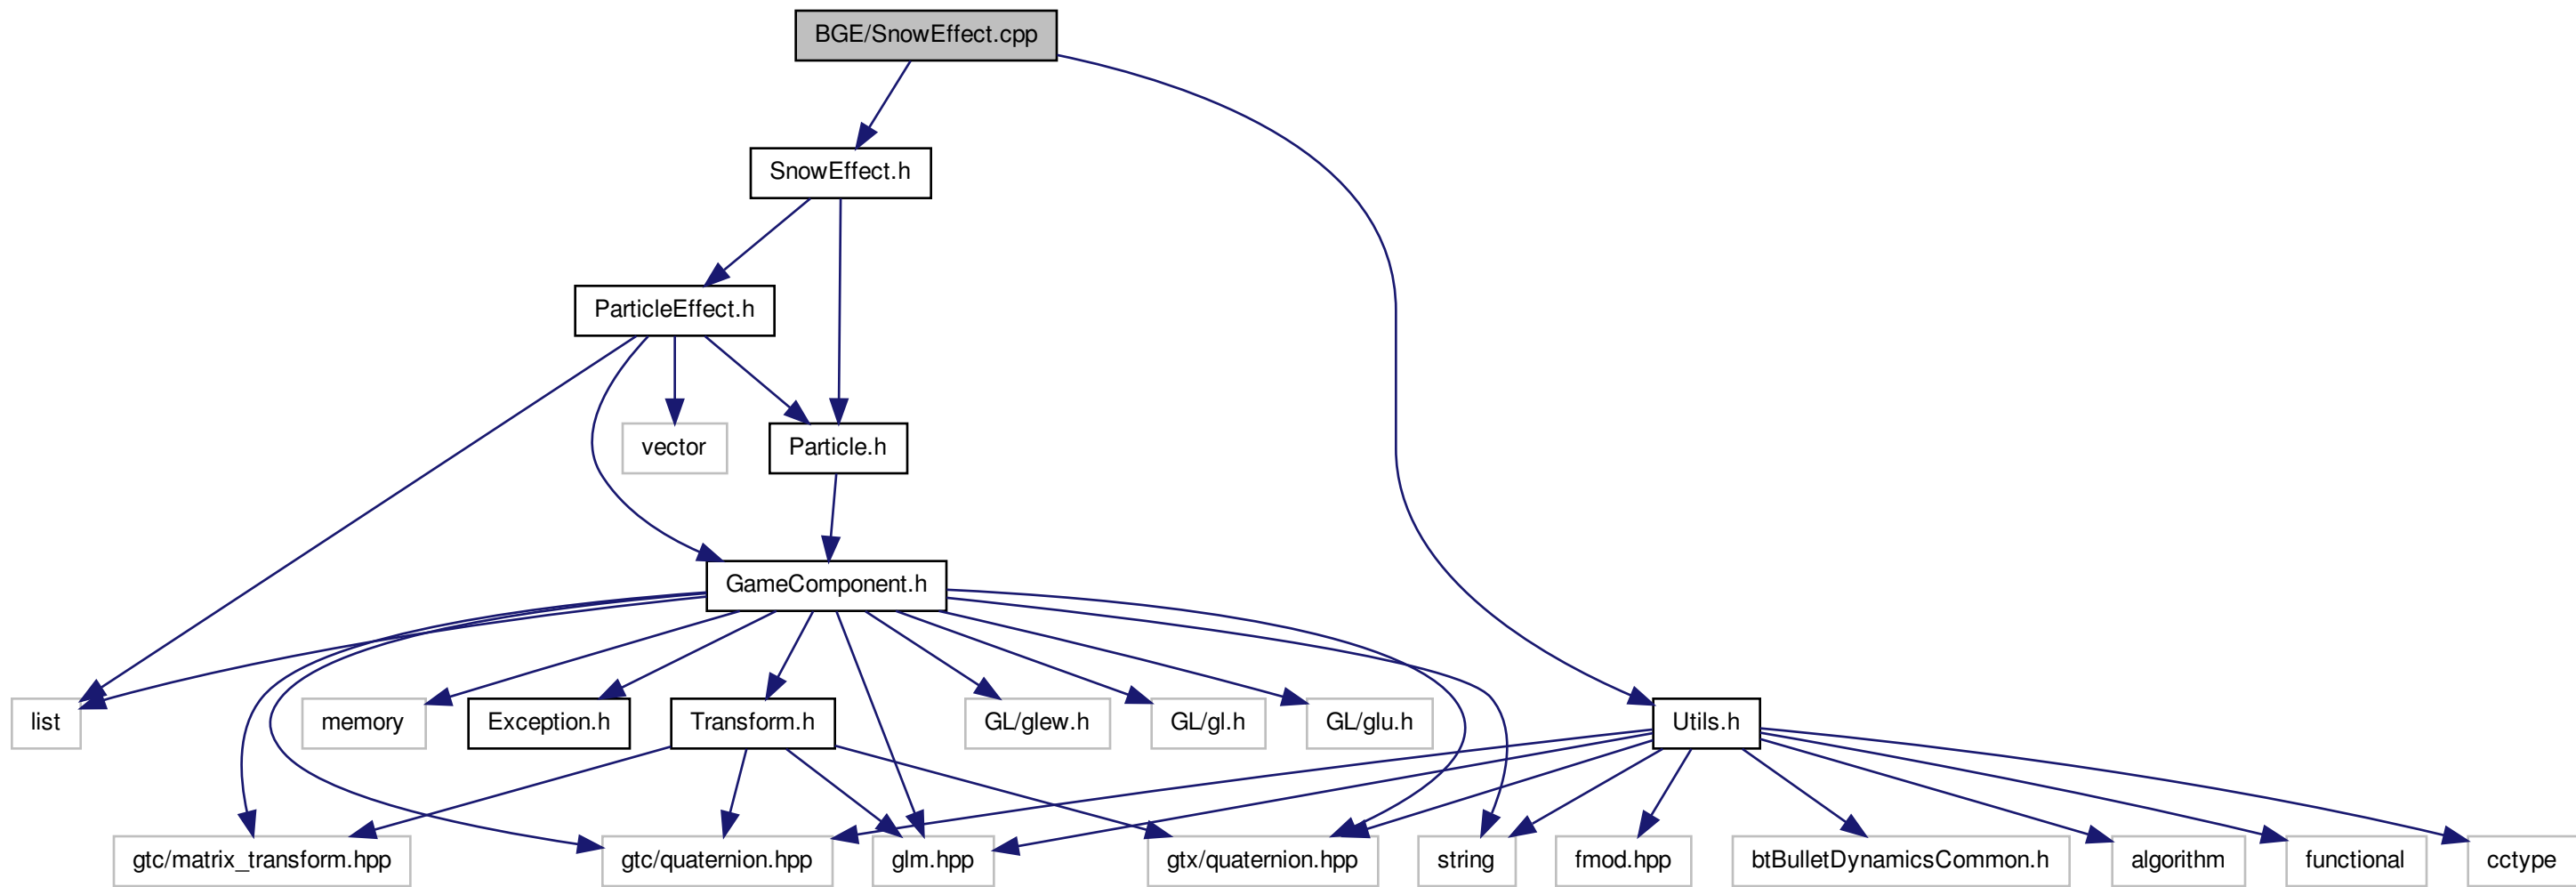 BGE/SnowEffect.cpp
SnowEffect.h
ParticleEffect.h
vector
Particle.h
GameComponent.h
list
memory
Exception.h
Transform.h
GL/glew.h
GL/gl.h
GL/glu.h
Utils.h
gtc/matrix_transform.hpp
gtc/quaternion.hpp
glm.hpp
gtx/quaternion.hpp
string
fmod.hpp
btBulletDynamicsCommon.h
algorithm
functional
cctype